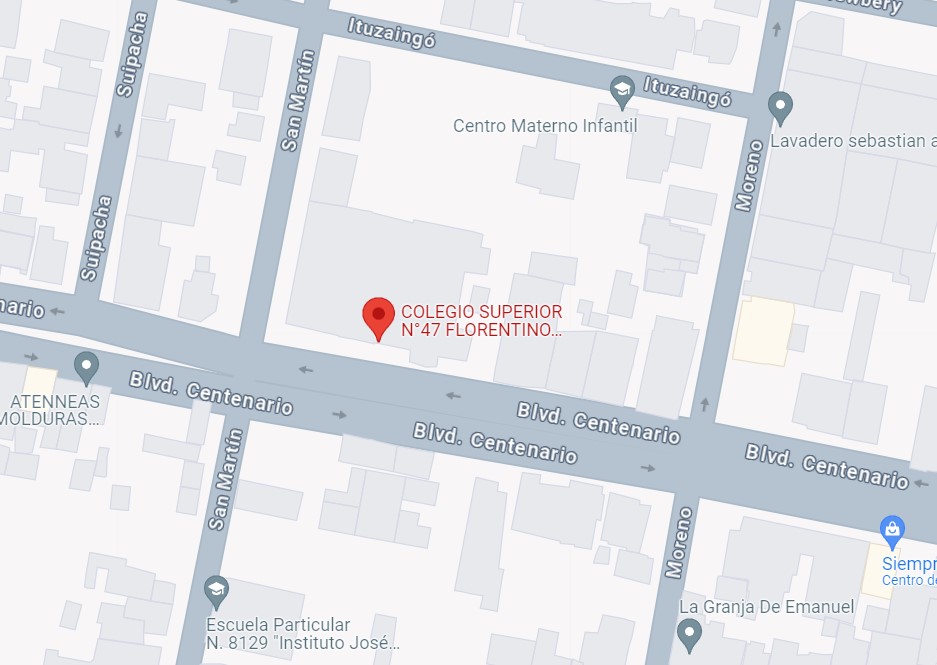 Suipacha
Ituzaingó
San Martín
Ituzaingó
Centro Materno Infantil
Lavadero sebastian a
Moreno
Suipacha
nario
COLEGIO SUPERIOR
N°47 FLORENTINO...
ATENNEAS
MOLDURAS...
Blvd. Centenario
Blvd. Centenario
Blvd. Centenario
Blvd. Centenario
San Martín
Moreno
Siempr
Centro de
Escuela Particular
N. 8129 "Instituto José...
La Granja De Emanuel